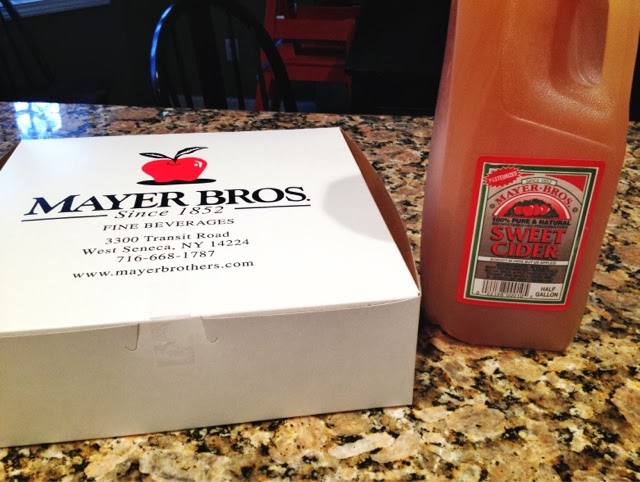 MAYER BROS.
Since 1852
FINE BEVERAGES
3300 Transit Road
West Seneca, NY 14224
716-668-1787
www.mayerbrothers.com
PASTEURIZED
MAYER-BROS.
100% PURE & NATURAL
SWEET
CIDER
HALF
GALLON